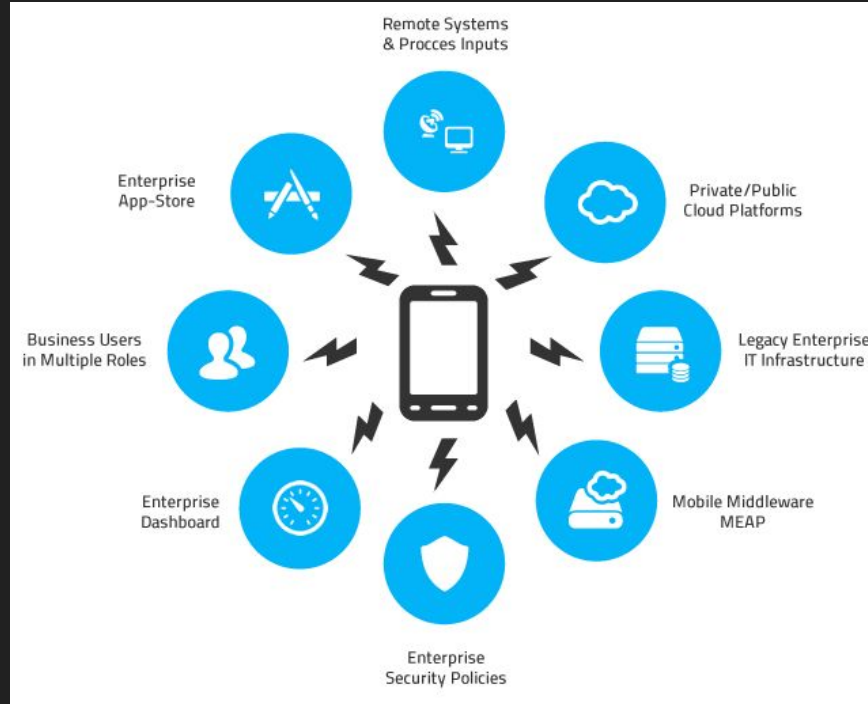 Remote Systems
& Procces Inputs
Enterprise
App-Store
Private/Public
Cloud Platforms
Business Users
in Multiple Roles
Legacy Enterprise
IT Infrastructure
Enterprise
Dashboard
Mobile Middleware
MEAP
Enterprise
Security Policies